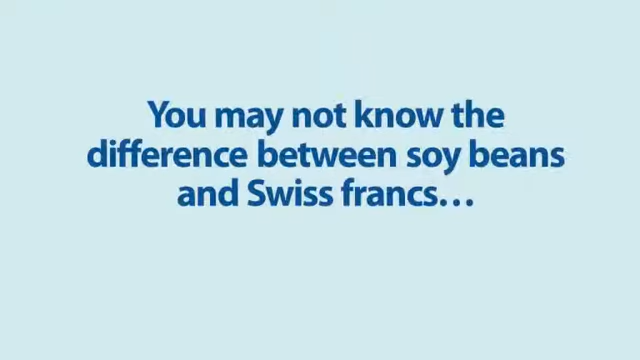 You may not know the
difference between soy beans
and Swiss francs…